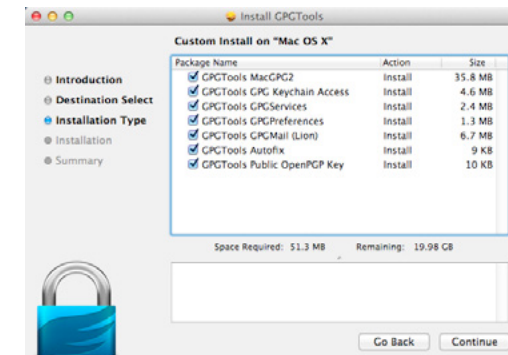 Install GPGTools
Custom Install on "Mac OS X"
Package Name Action Size
GPGTools MacGPG2 Install 35.8 MB
GPGTools GPG Keychain Access Install 4.6 MB
GPGTools GPGServices Install 2.4 MB
GPGTools GPGPreferences Install 1.3 MB
GPGTools GPGMail (Lion) Install 6.7 MB
GPGTools Autofix Install 9 KB
GPGTools Public OpenPGP Key Install 10 KB
Introduction
Destination Select
Installation Type
Installation
Summary
Space Required: 51.3 MB Remaining: 19.98 GB
Go Back Continue